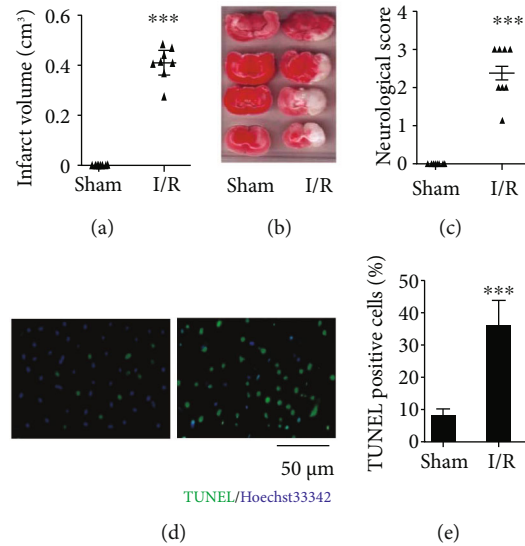 Infarct volume (cm³)
0.6
0.4
0.2
0
***
Sham I/R
(a)
Sham I/R
(b)
Neurological score
4
3
2
1
0
***
Sham I/R
(c)
50 μm
TUNEL/Hoechst33342
(d)
TUNEL positive cells (%)
50
40
30
20
10
0
***
Sham I/R
(e)